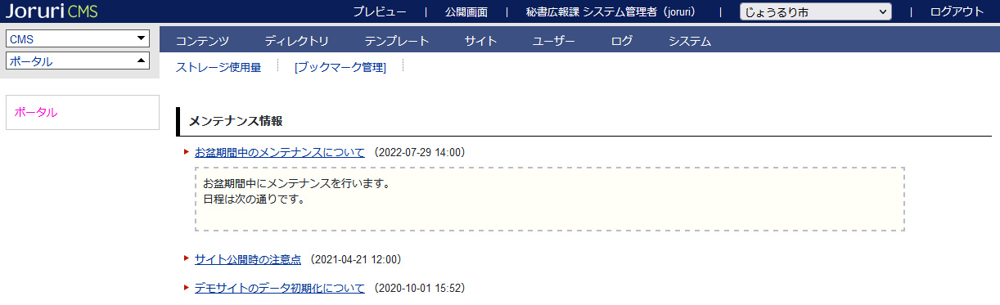 Joruri CMS
プレビュー | 公開画面 | 秘書広報課 システム管理者（joruri） | じょうるり市 | ログアウト
CMS
コンテンツ ディレクトリ テンプレート サイト ユーザー ログ システム
ポータル
ストレージ使用量 [ブックマーク管理]
ポータル
メンテナンス情報
お盆期間中のメンテナンスについて （2022-07-29 14:00）
お盆期間中にメンテナンスを行います。
日程は次の通りです。
サイト公開時の注意点 （2021-04-21 12:00）
デモサイトのデータ初期化について （2020-10-01 15:52）